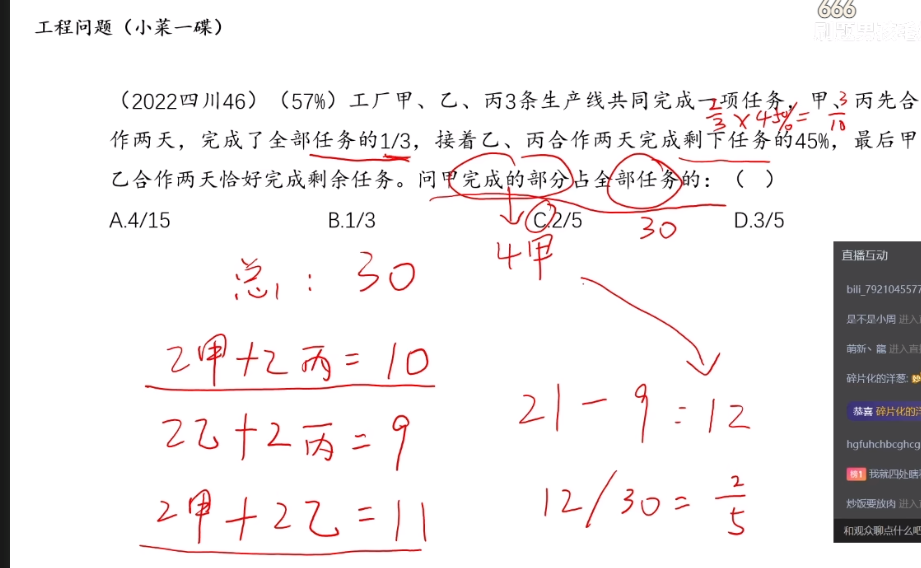 666
工程问题（小菜一碟）
（2022四川46）（57%）工厂甲、乙、丙3条生产线共同完成一项任务，甲、丙先合
2/3 × 45% = 3/10
作两天，完成了全部任务的1/3，接着乙、丙合作两天完成剩下任务的45%，最后甲
乙合作两天恰好完成剩余任务。问甲完成的部分占全部任务的：（ ）
A.4/15 B.1/3 C.2/5 D.3/5
4甲 30
总：30
2甲+2丙=10
2乙+2丙=9
2甲+2乙=11
21-9=12
12/30=2/5
直播互动
bili_7921045577
是不是小周 进入
萌新、龍 进入直
碎片化的洋葱:
恭喜 碎片化的洋
hgfuhchbcghcg
我就四处瞎
炒饭要放肉 进入
和观众聊点什么吧